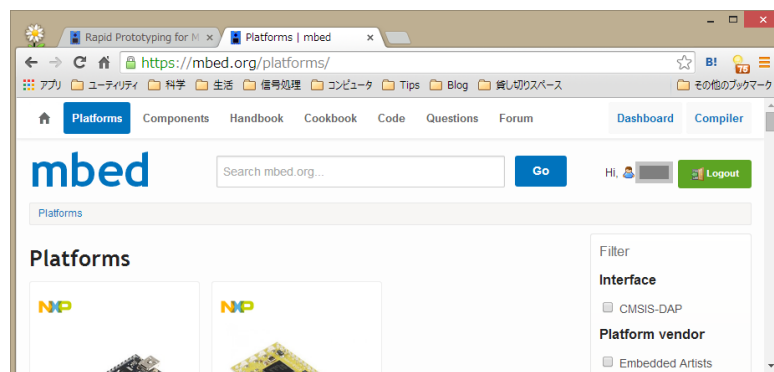 Rapid Prototyping for M
Platforms | mbed
https://mbed.org/platforms/
B!
75
アプリ ユーティリティ 科学 生活 信号処理 コンピュータ Tips Blog 貸し切りスペース その他のブックマーク
Platforms Components Handbook Cookbook Code Questions Forum Dashboard Compiler
mbed Search mbed.org... Go Hi, Logout
Platforms
Platforms
Filter
Interface
NXP NXP
CMSIS-DAP
Platform vendor
Embedded Artists